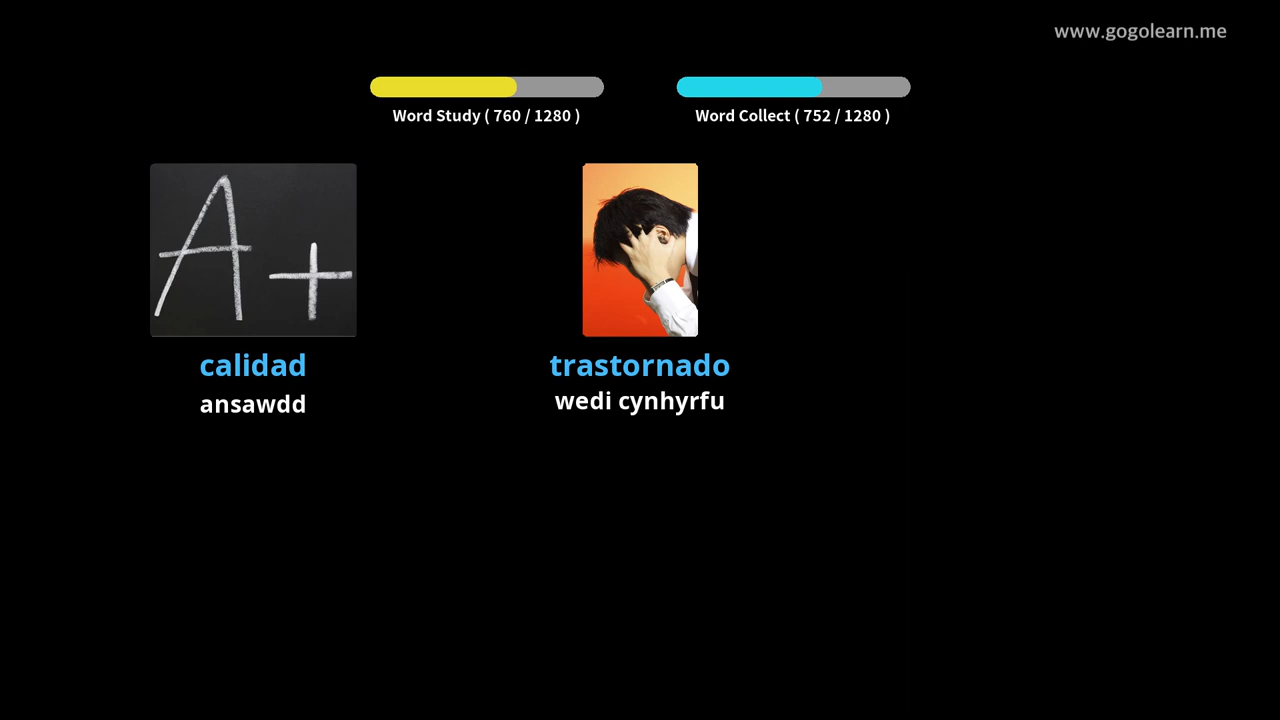 www.gogolearn.me
Word Study ( 760 / 1280 )
Word Collect ( 752 / 1280 )
A+
calidad
ansawdd
trastornado
wedi cynhyrfu